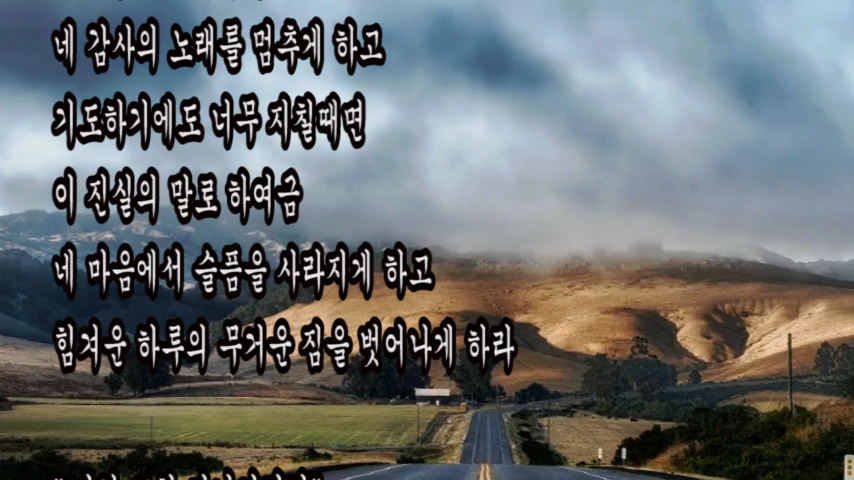 네 감사의 노래를 멈추게 하고
기도하기에도 너무 지칠때면
이 진실의 말로 하여금
네 마음에서 슬픔을 사라지게 하고
힘겨운 하루의 무거운 짐을 벗어나게 하라